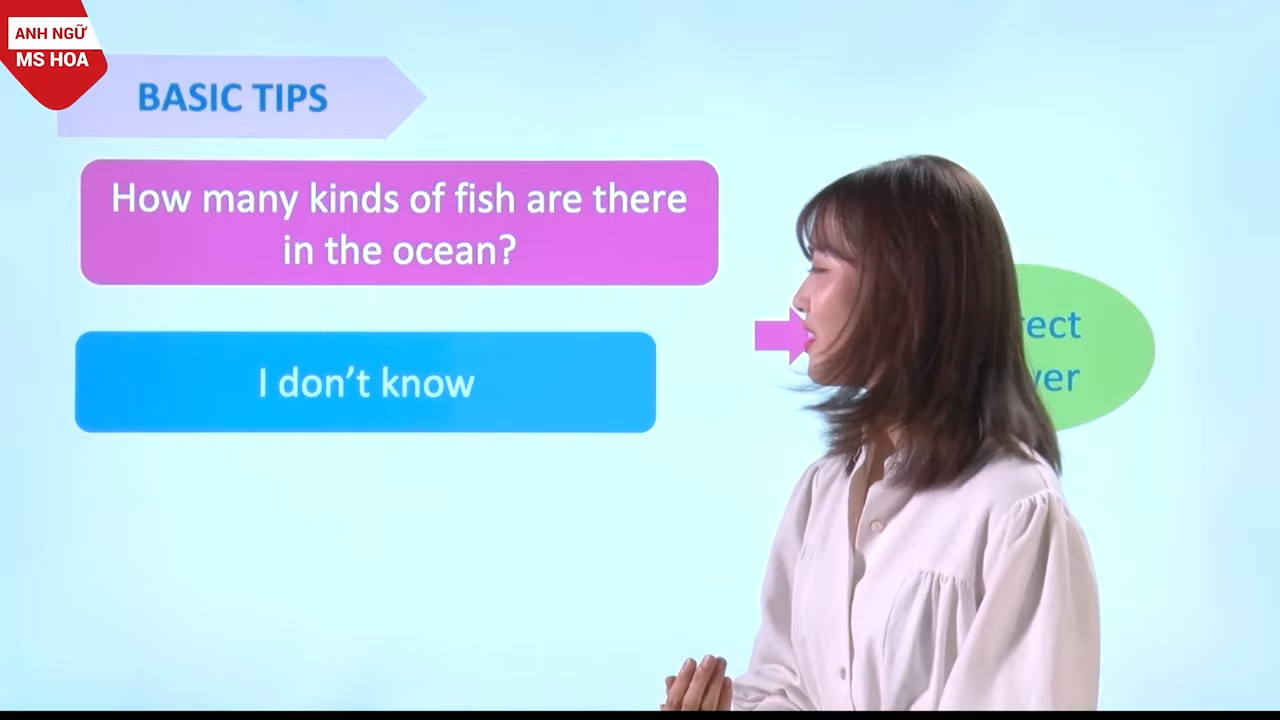 ANH NGỮ
MS HOA
BASIC TIPS
How many kinds of fish are there
in the ocean?
I don't know